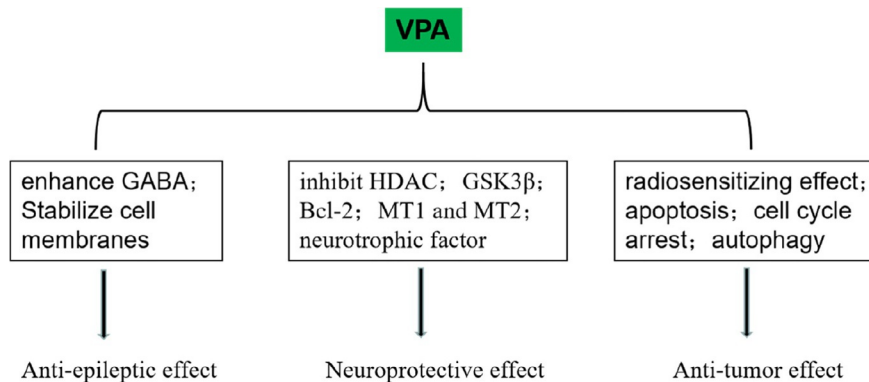 VPA
enhance GABA；
Stabilize cell
membranes
inhibit HDAC；GSK3β；
Bcl-2；MT1 and MT2；
neurotrophic factor
radiosensitizing effect；
apoptosis；cell cycle
arrest；autophagy
Anti-epileptic effect
Neuroprotective effect
Anti-tumor effect